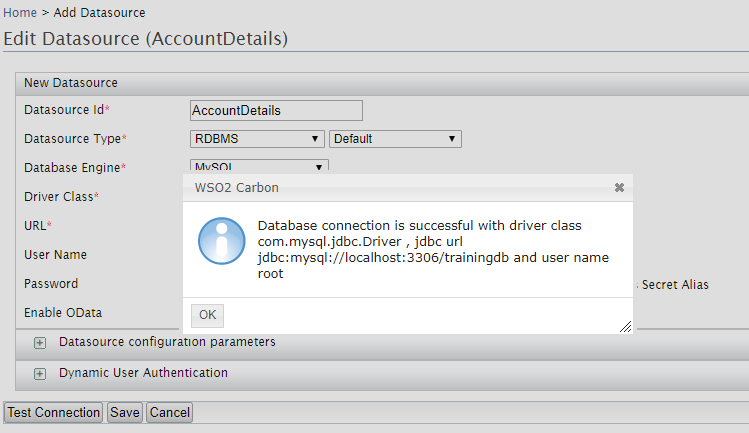 Home > Add Datasource
Edit Datasource (AccountDetails)
New Datasource
Datasource Id* AccountDetails
Datasource Type* RDBMS Default
Database Engine* MySQL
Driver Class*
URL*
User Name
Password
Enable OData
WSO2 Carbon
Database connection is successful with driver class
com.mysql.jdbc.Driver , jdbc url
jdbc:mysql://localhost:3306/trainingdb and user name
root
OK
Secret Alias
Datasource configuration parameters
Dynamic User Authentication
Test Connection Save Cancel